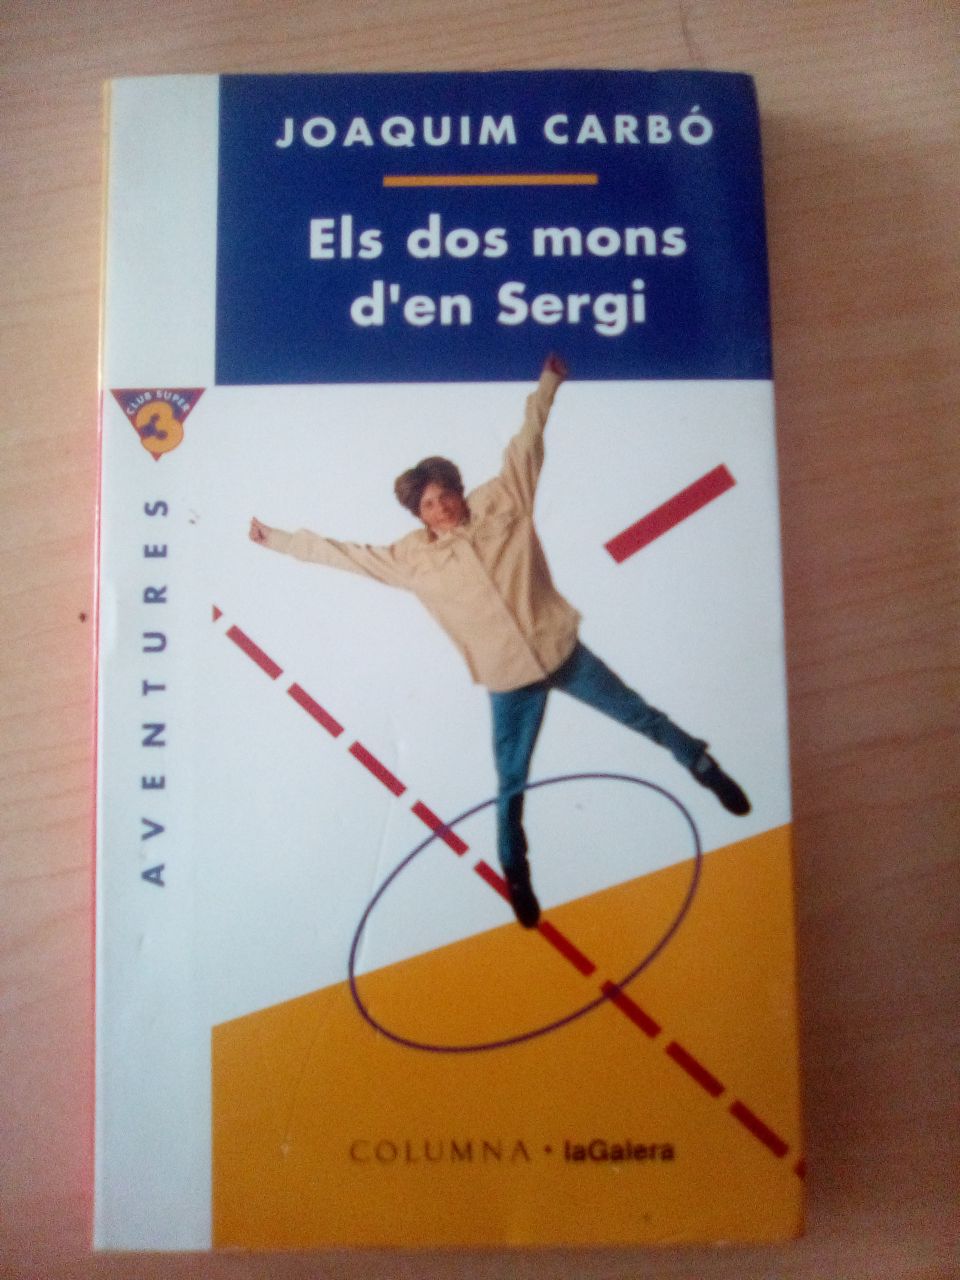 JOAQUIM CARBÓ
Els dos mons
d'en Sergi
CLUB SUPER
3
AVENTURES
COLUMNA · laGalera